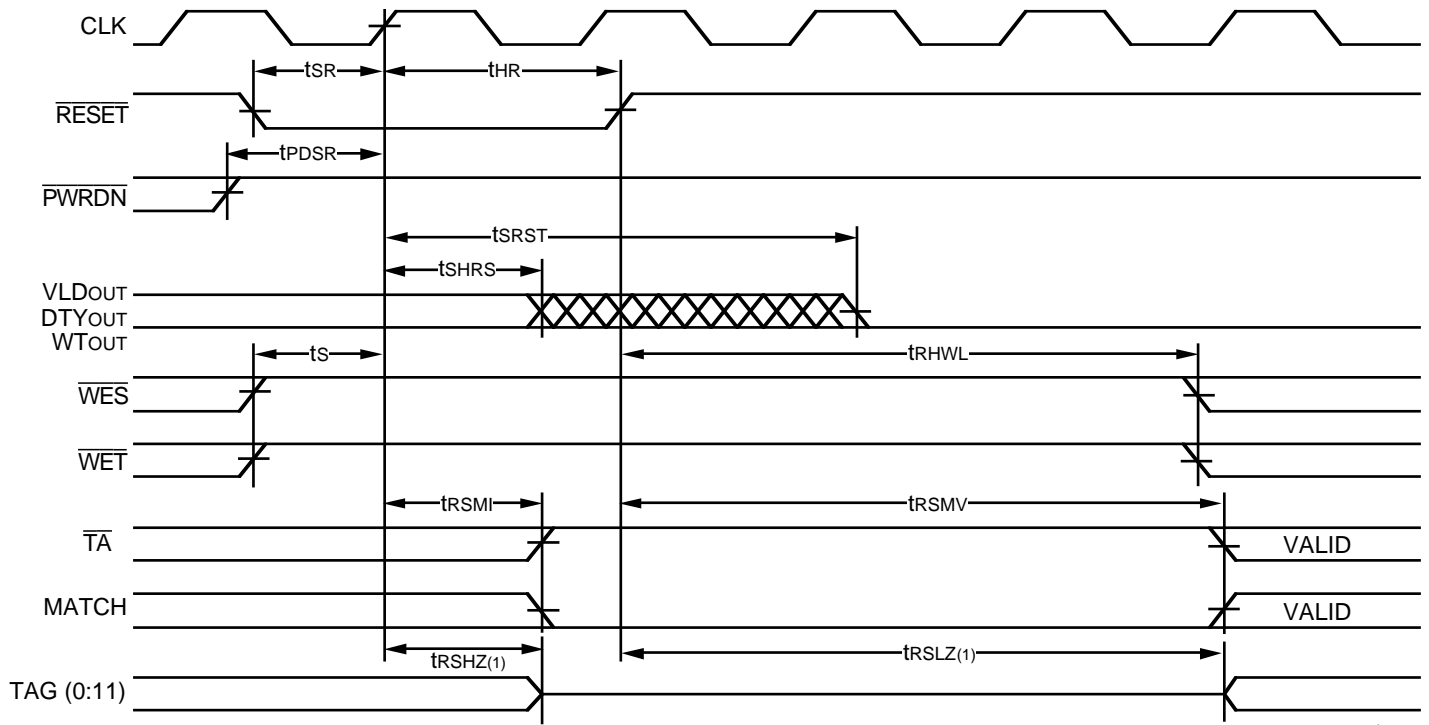 CLK
tSR
tHR
RESET
tPDSR
PWRDN
tSRST
tSHRS
VLDOUT
DTYOUT
WTOUT
tS
tRHWL
WES
WET
tRSMI
tRSMV
TA
VALID
MATCH
VALID
tRSHZ(1)
tRSLZ(1)
TAG (0:11)